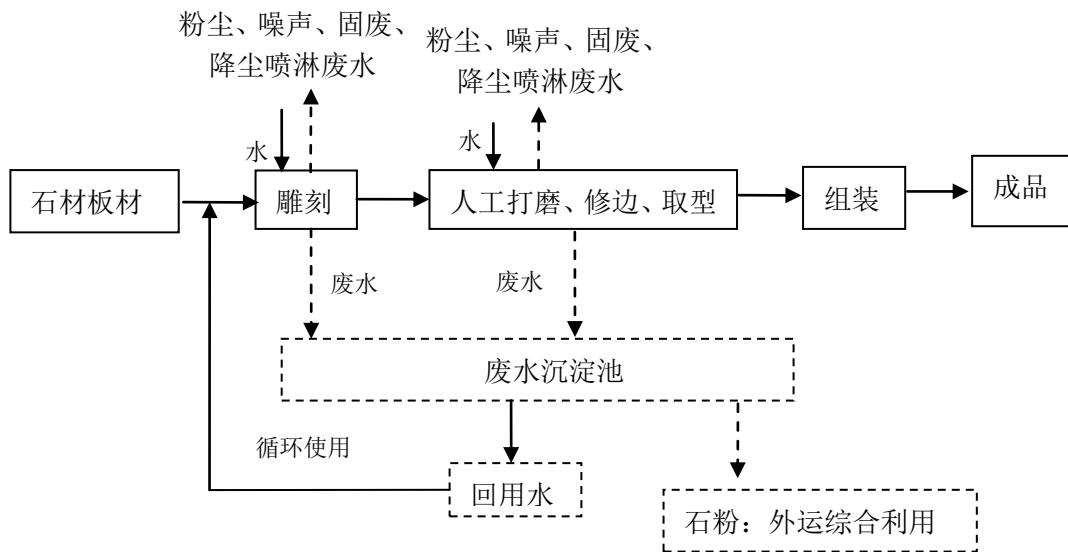 粉尘、噪声、固废、
降尘喷淋废水
粉尘、噪声、固废、
降尘喷淋废水
水
水
石材板材
雕刻
人工打磨、修边、取型
组装
成品
废水
废水
废水沉淀池
循环使用
回用水
石粉：外运综合利用